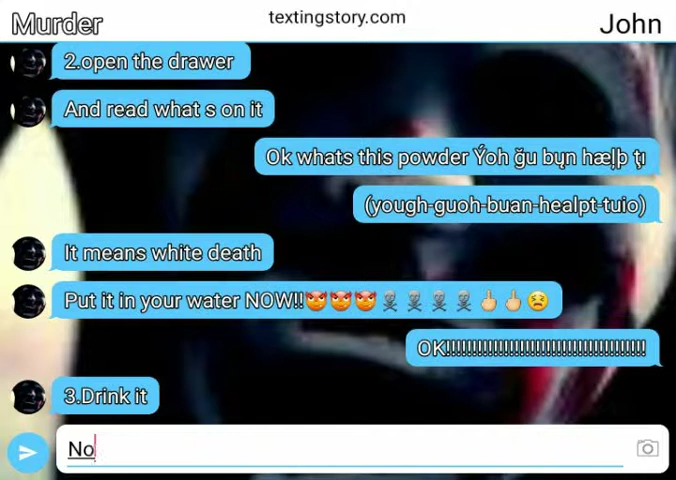 Murder
textingstory.com
John
2.open the drawer
And read what s on it
Ok whats this powder Ýoh ğu bųn hæļþ ţı
(yough-guoh-buan-healpt-tuio)
It means white death
Put it in your water NOW!!😈😈😈☠☠☠☠🖕🖕😣
OK!!!!!!!!!!!!!!!!!!!!!!!!!!!!!!!!!!!!!!!
3.Drink it
No